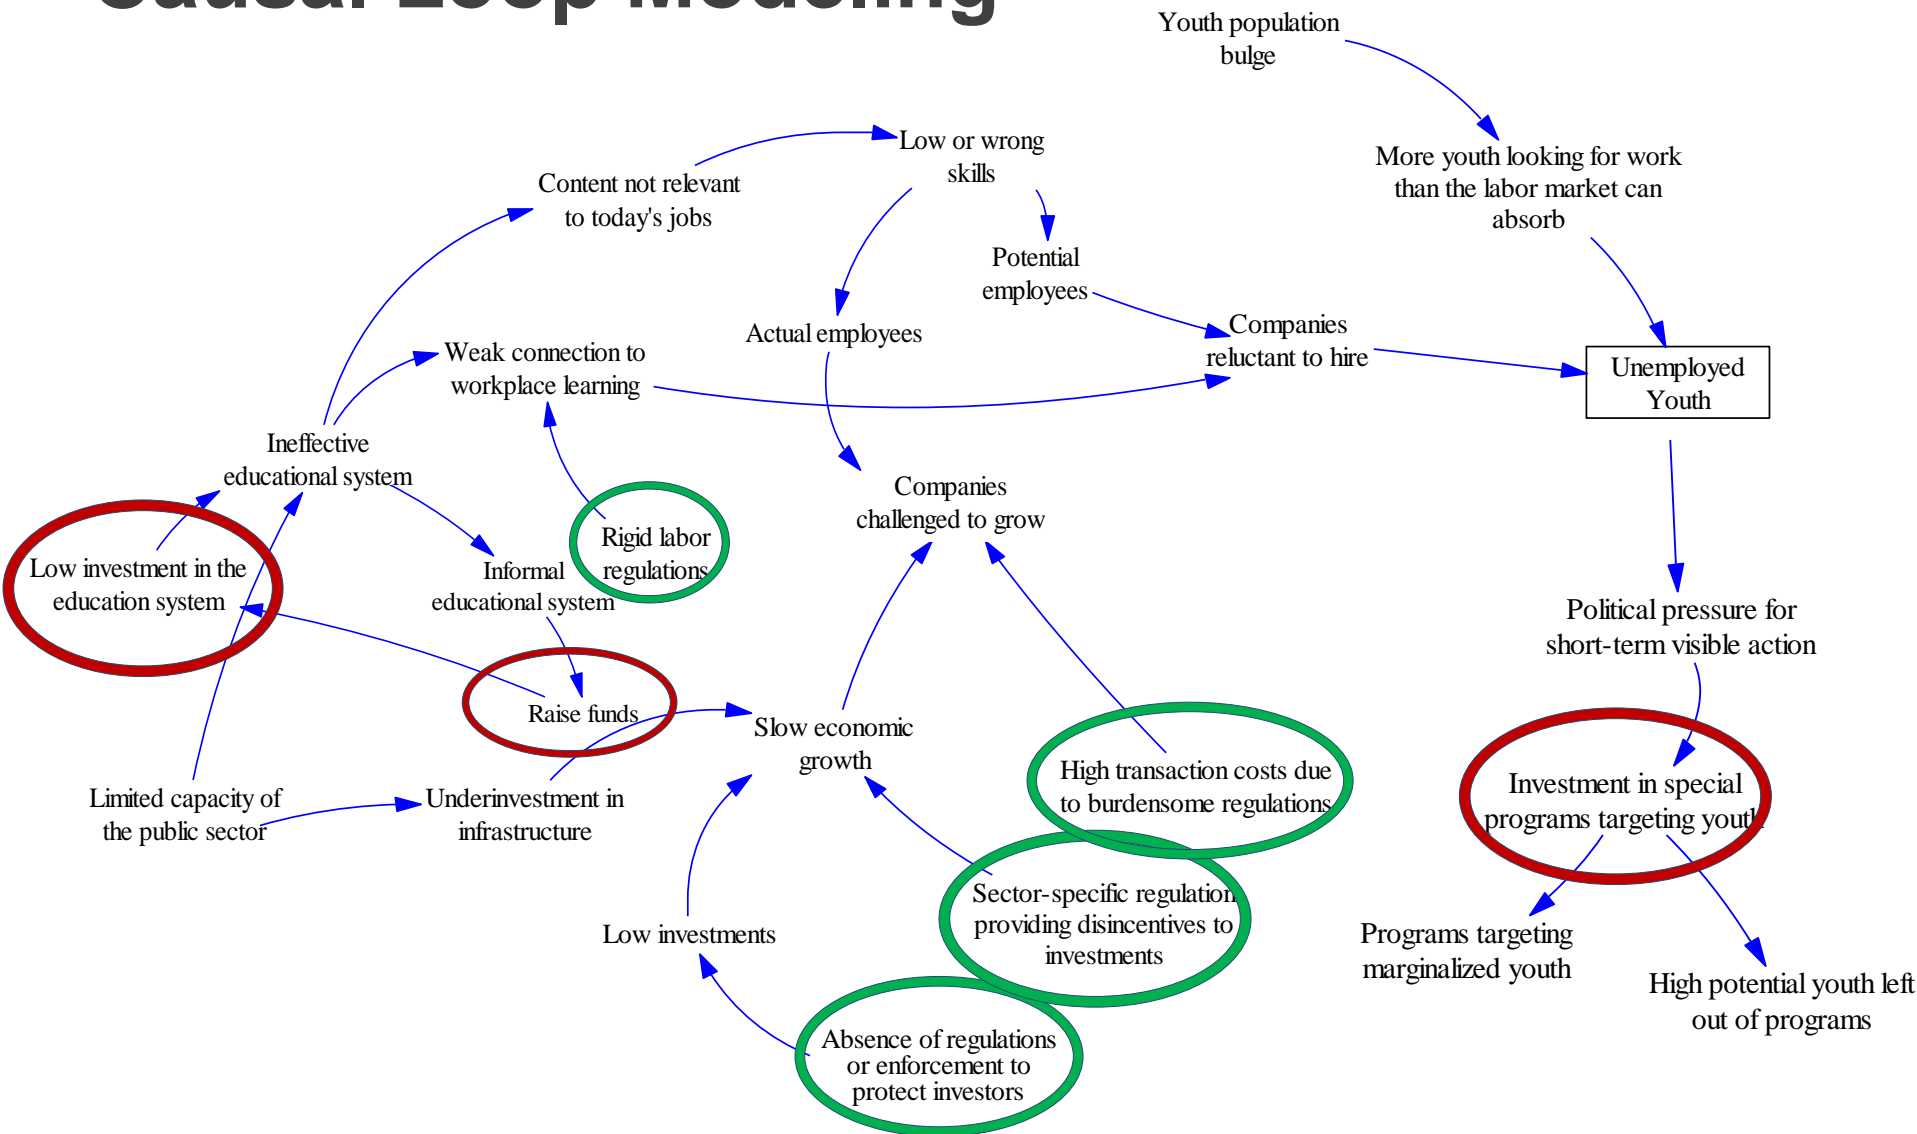 Causal Loop Modeling
Youth population
bulge
Low or wrong
skills
More youth looking for work
than the labor market can
absorb
Content not relevant
to today's jobs
Potential
employees
Actual employees
Companies
reluctant to hire
Weak connection to
workplace learning
Unemployed
Youth
Ineffective
educational system
Companies
challenged to grow
Rigid labor
regulations
Low investment in the
education system
Informal
educational system
Political pressure for
short-term visible action
Raise funds
Slow economic
growth
High transaction costs due
to burdensome regulations
Investment in special
programs targeting youth
Limited capacity of
the public sector
Underinvestment in
infrastructure
Sector-specific regulation
providing disincentives to
investments
Low investments
Programs targeting
marginalized youth
High potential youth left
out of programs
Absence of regulations
or enforcement to
protect investors